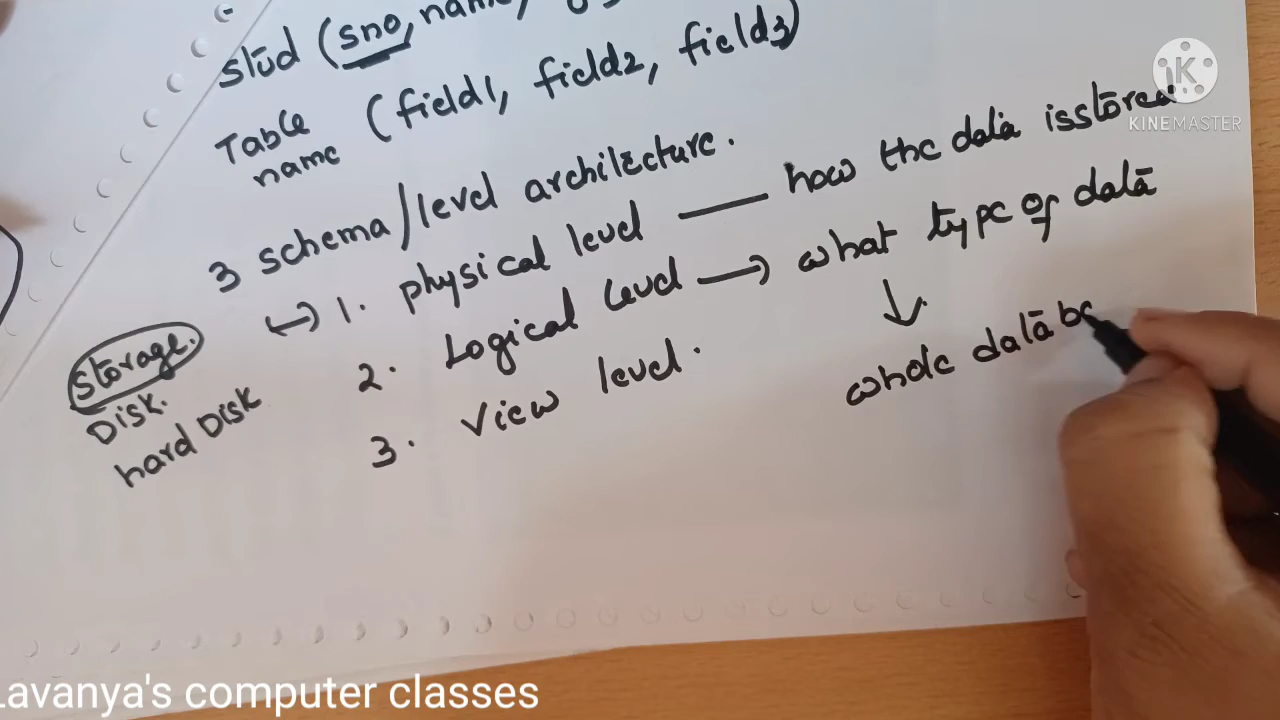 stud (sno, name,
Table name (field1, field2, field3)
3 schema/level architecture.
1. physical level — how the data is stored
2. Logical level → what type of data
↓
whole databa
3. View level.
Storage.
Disk.
hard Disk
KINEMASTER
Lavanya's computer classes